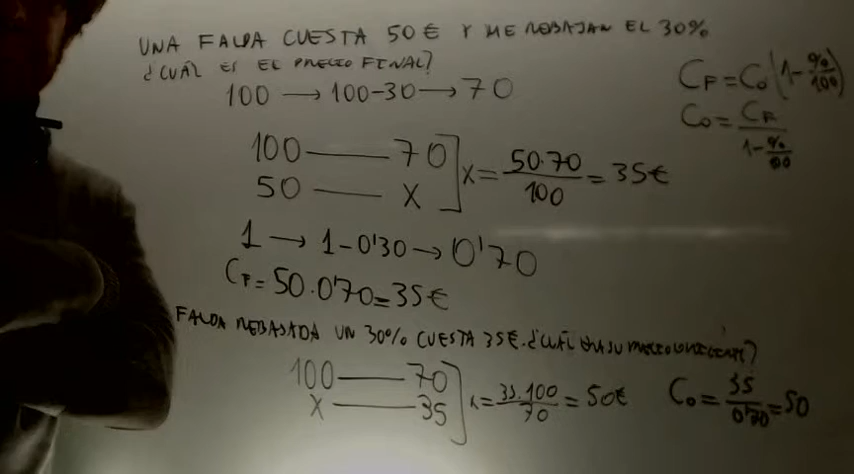 UNA FALDA CUESTA 50 € Y ME REBAJAN EL 30%
¿CUÁL ES EL PRECIO FINAL?
100 → 100-30 → 70
100 — 70
50 — X
X = 50·70 / 100 = 35€
1 → 1-0'30 → 0'70
CF = 50·0'70 = 35€
CF = C0 (1 - % / 100)
C0 = CF / 1 - % / 100
FALDA REBAJADA UN 30% CUESTA 35€. ¿CUÁL SU PRECIO
100 — 70
X — 35
X = 35·100 / 70 = 50€
C0 = 35 / 0'70 = 50